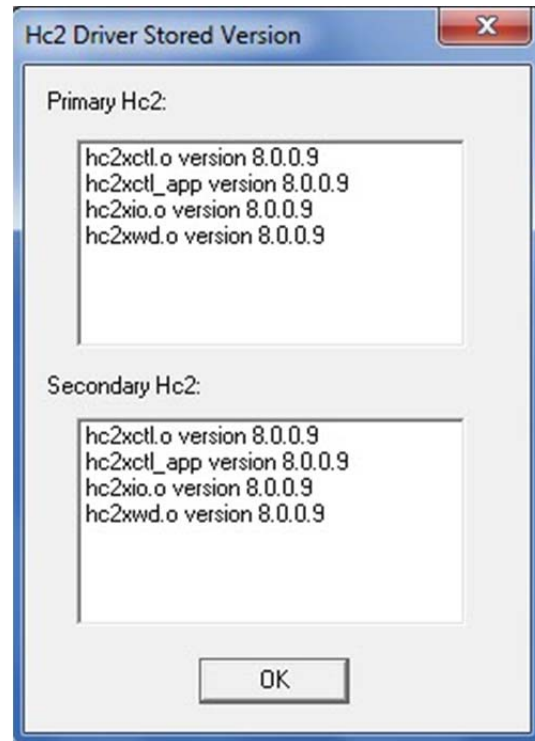 Hc2 Driver Stored Version
Primary Hc2:
hc2xctl.o version 8.0.0.9
hc2xctl_app version 8.0.0.9
hc2xio.o version 8.0.0.9
hc2xwd.o version 8.0.0.9
Secondary Hc2:
hc2xctl.o version 8.0.0.9
hc2xctl_app version 8.0.0.9
hc2xio.o version 8.0.0.9
hc2xwd.o version 8.0.0.9
OK